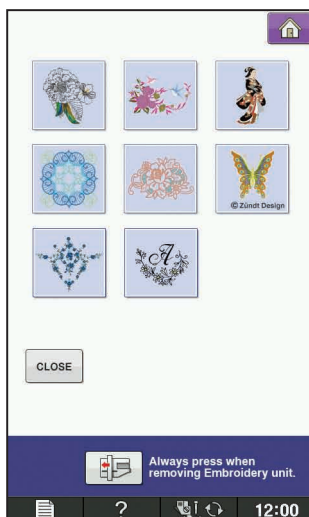 © Zündt Design
A
CLOSE
Always press when
removing Embroidery unit.
?
12:00